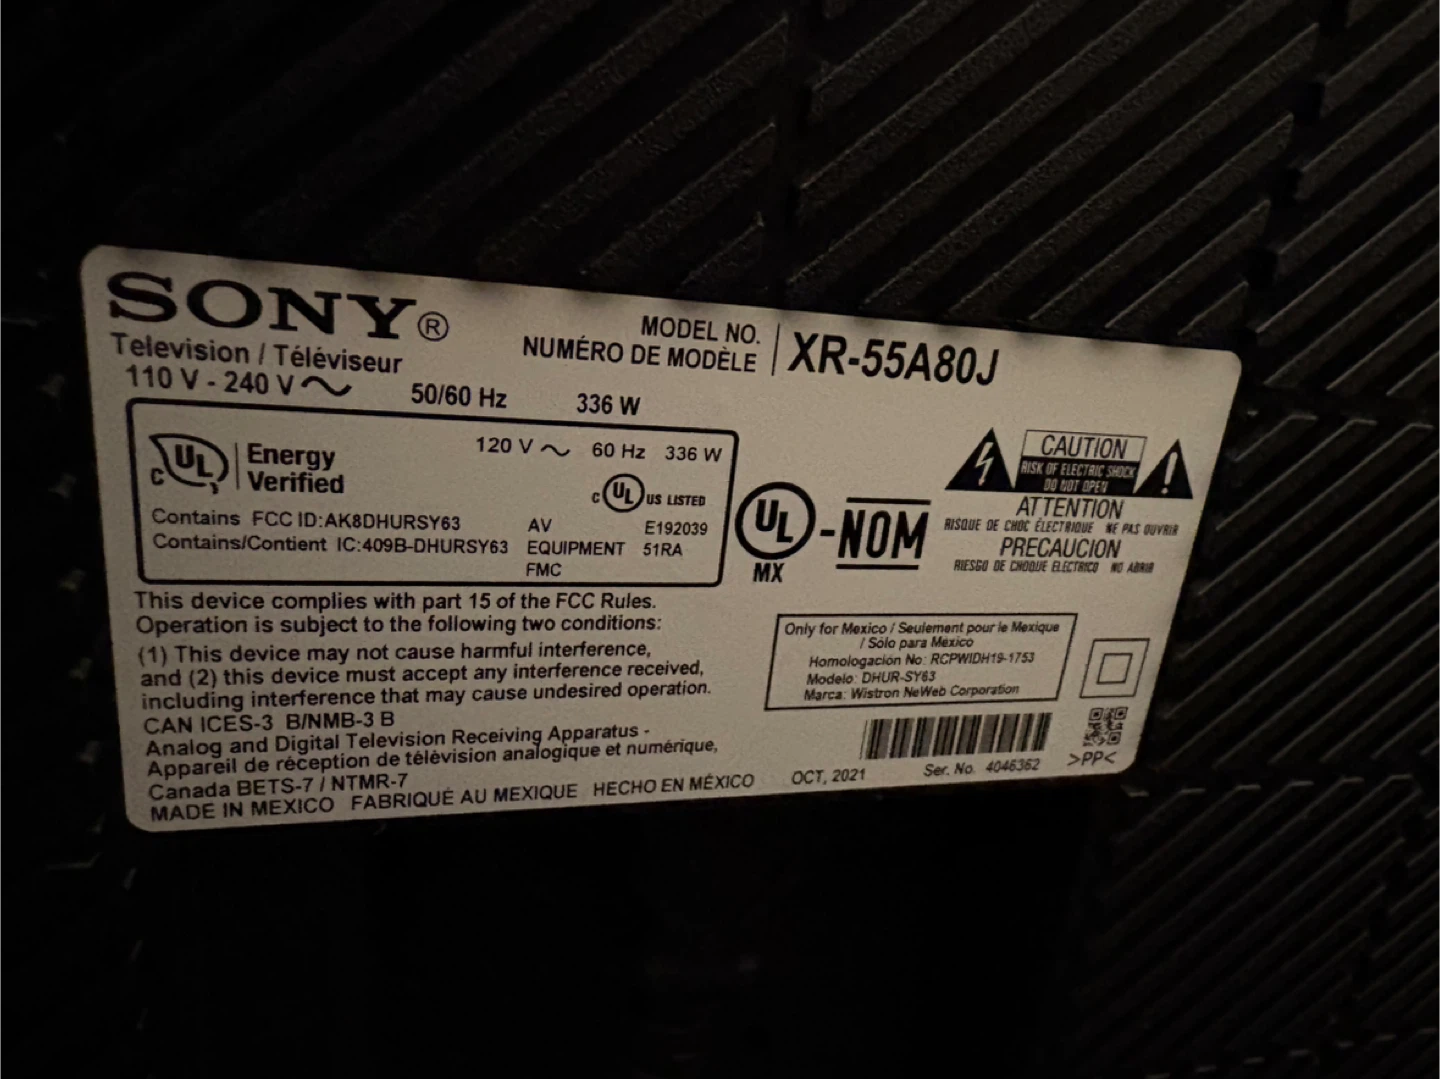 SONY®
Television / Téléviseur
MODEL NO.
NUMÉRO DE MODÈLE
XR-55A80J
110 V - 240 V ~ 50/60 Hz 336 W
c UL Energy
Verified
120 V ~ 60 Hz 336 W
c UL US LISTED
Contains FCC ID:AK8DHURSY63
Contains/Contient IC:409B-DHURSY63
AV E192039
EQUIPMENT 51RA
FMC
UL -NOM
MX
CAUTION
RISK OF ELECTRIC SHOCK
DO NOT OPEN
ATTENTION
RISQUE DE CHOC ÉLECTRIQUE NE PAS OUVRIR
PRECAUCION
RIESGO DE CHOQUE ELECTRICO NO ABRIR
This device complies with part 15 of the FCC Rules.
Operation is subject to the following two conditions:
(1) This device may not cause harmful interference,
and (2) this device must accept any interference received,
including interference that may cause undesired operation.
CAN ICES-3 B/NMB-3 B
Analog and Digital Television Receiving Apparatus -
Appareil de réception de télévision analogique et numérique,
Canada BETS-7 / NTMR-7
MADE IN MEXICO FABRIQUÉ AU MEXIQUE HECHO EN MÉXICO
Only for Mexico / Seulement pour le Mexique
/ Sólo para México
Homologación No: RCPWIDH19-1753
Modelo: DHUR-SY63
Marca: Wistron NeWeb Corporation
OCT, 2021
Ser. No. 4046362
>PP<